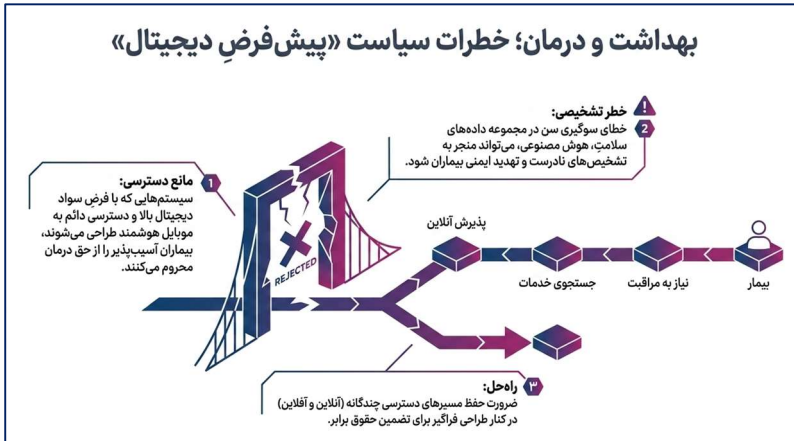 بهداشت و درمان؛ خطرات سیاست «پیش‌فرضِ دیجیتال»
!
خطر تشخیصی:
2
خطای سوگیری سن در مجموعه داده‌های
سلامتِ، هوش مصنوعی، می‌تواند منجر به
تشخیص‌های نادرست و تهدید ایمنی بیماران شود.
1
مانع دسترسی:
سیستم‌هایی که با فرضِ سواد
دیجیتال بالا و دسترسی دائم به
موبایل هوشمند طراحی می‌شوند،
بیماران آسیب‌پذیر را از حق درمان
محروم می‌کنند.
REJECTED
بیمار
نیاز به مراقبت
جستجوی خدمات
پذیرش آنلاین
۳
راه‌حل:
ضرورت حفظ مسیرهای دسترسی چندگانه (آنلاین و آفلاین)
در کنار طراحی فراگیر برای تضمین حقوق برابر.